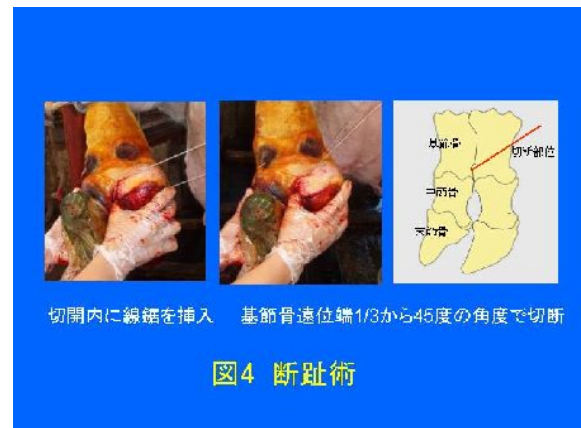 基節骨
切断部位
中節骨
末節骨
切開内に線鋸を挿入
基節骨遠位端1/3から45度の角度で切断
図4 断趾術